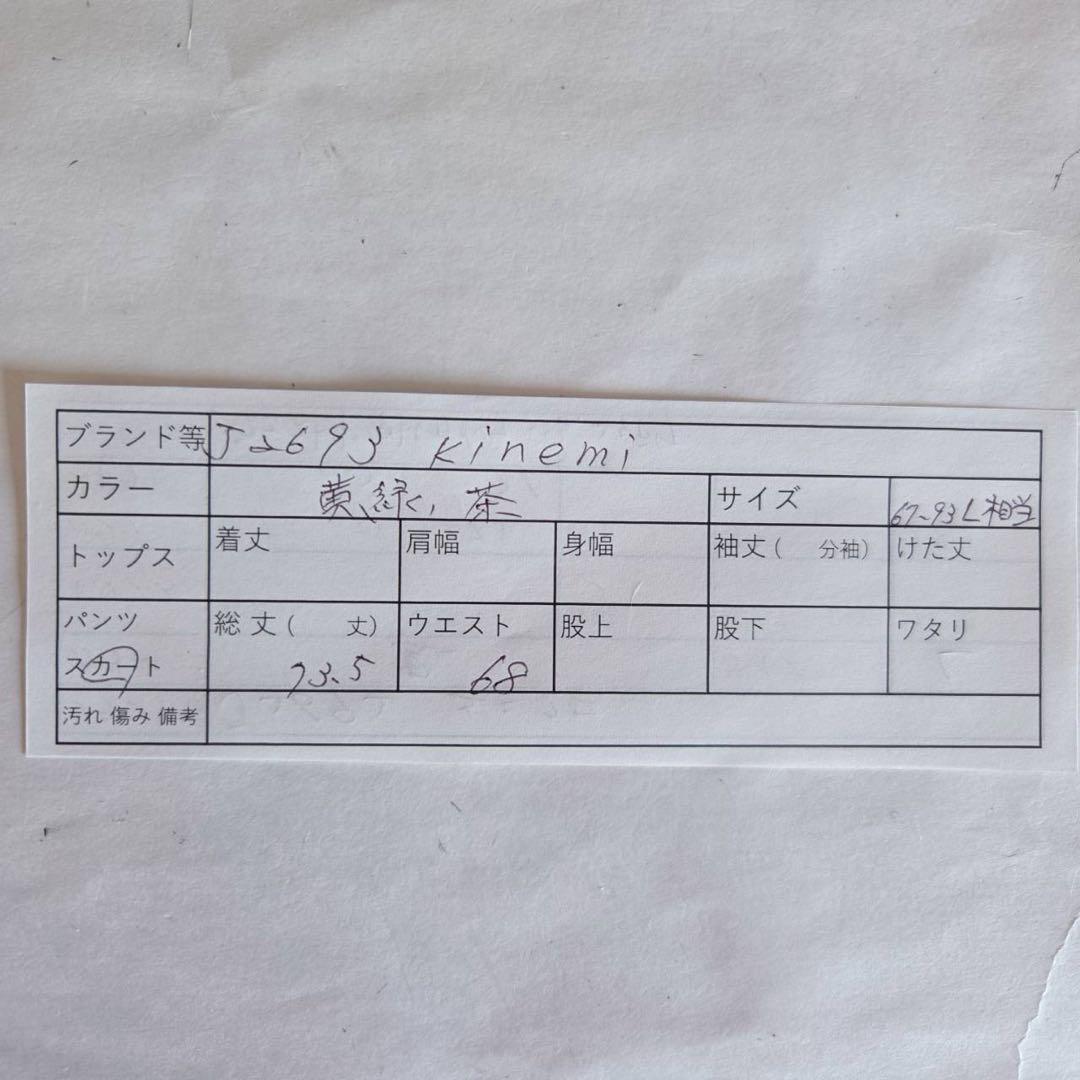 ブランド等 J2693 kinemi
カラー 黄、緑、茶 サイズ 67-93 L相当
トップス 着丈 肩幅 身幅 袖丈( 分袖) けた丈
パンツ 総丈( 丈) ウエスト 股上 股下 ワタリ
スカート 73.5 68
汚れ 傷み 備考